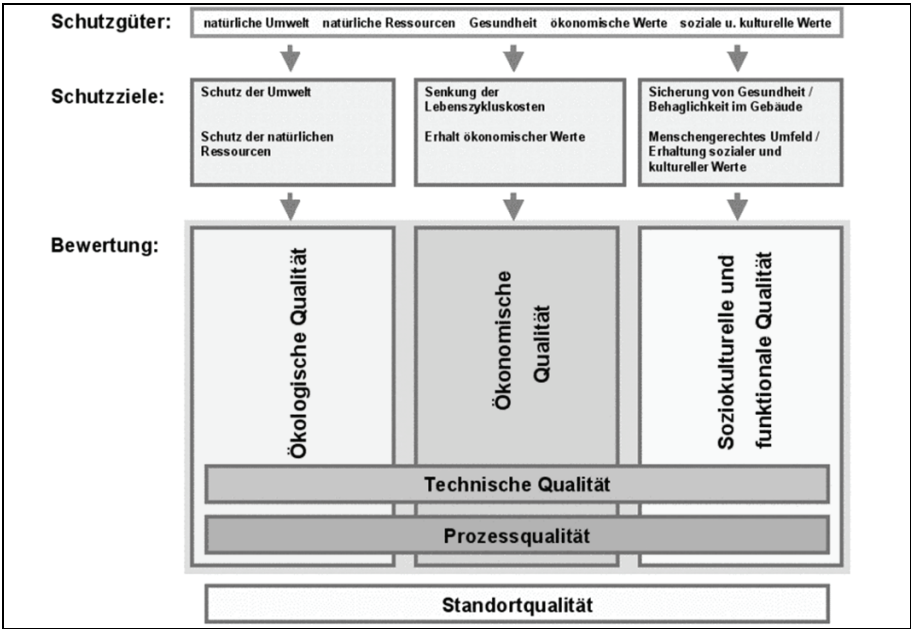 Schutzgüter:
natürliche Umwelt natürliche Ressourcen Gesundheit ökonomische Werte soziale u. kulturelle Werte
Schutzziele:
Schutz der Umwelt
Schutz der natürlichen
Ressourcen
Senkung der
Lebenszykluskosten
Erhalt ökonomischer Werte
Sicherung von Gesundheit /
Behaglichkeit im Gebäude
Menschengerechtes Umfeld /
Erhaltung sozialer und
kultureller Werte
Bewertung:
Ökologische Qualität
Ökonomische
Qualität
Soziokulturelle und
funktionale Qualität
Technische Qualität
Prozessqualität
Standortqualität